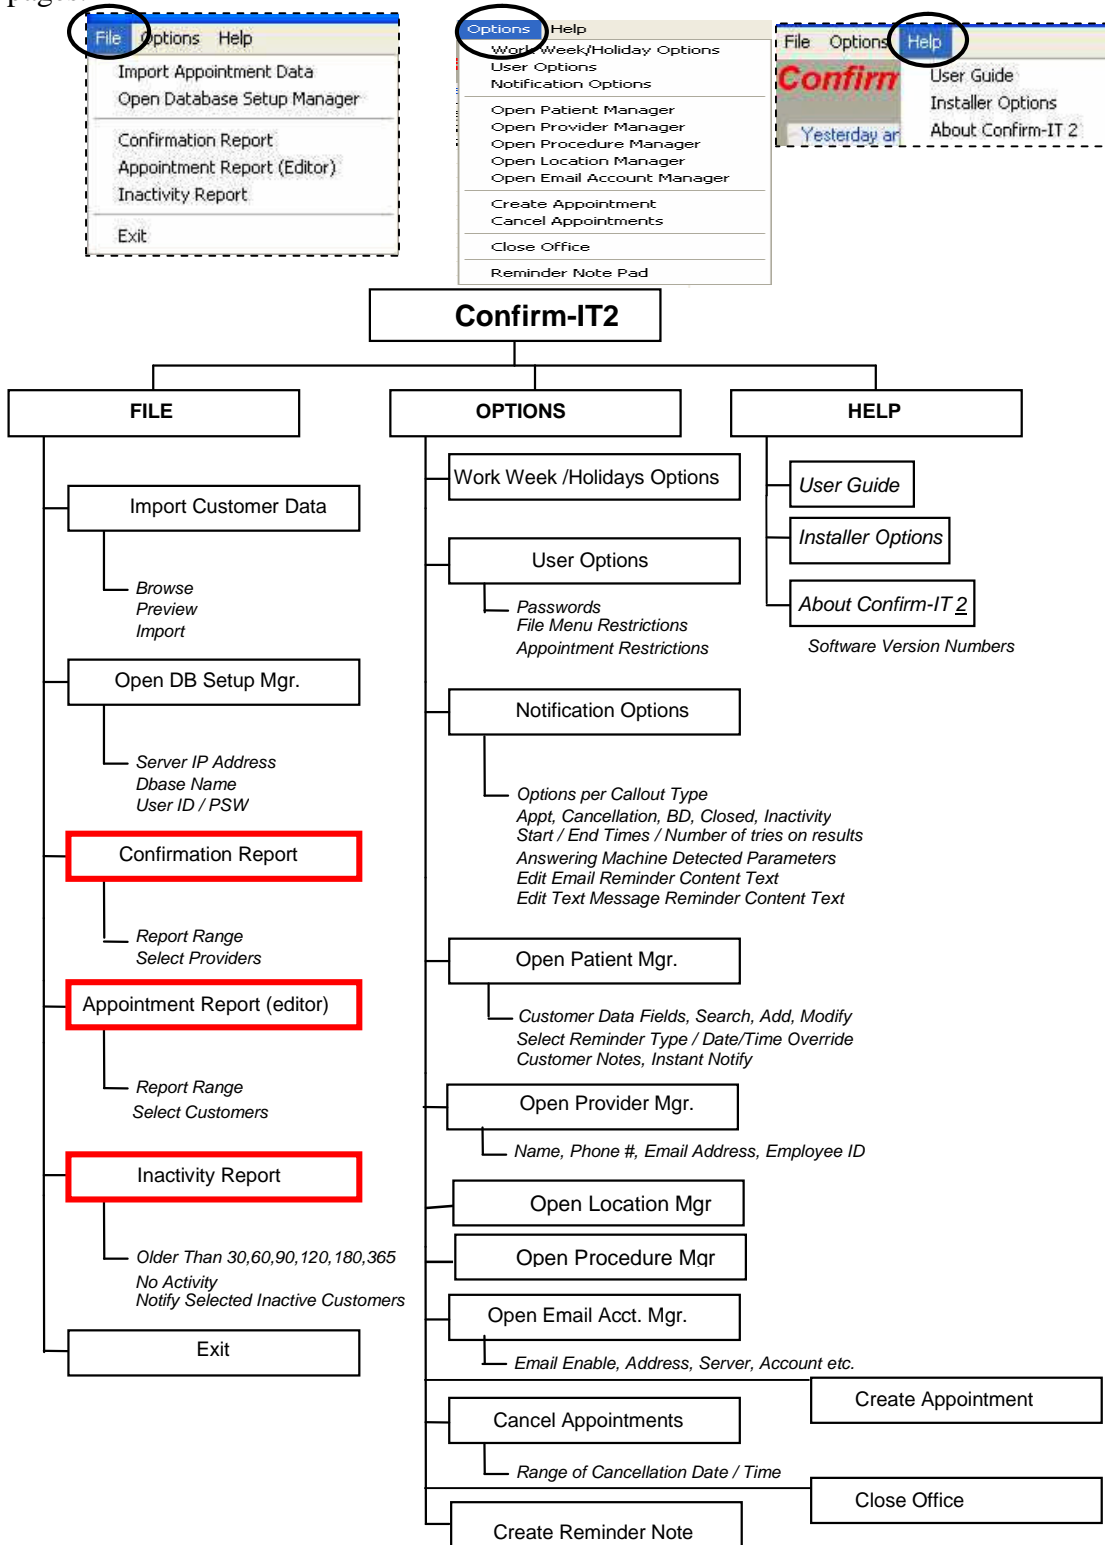 pages.
File Options Help
Import Appointment Data
Open Database Setup Manager
Confirmation Report
Appointment Report (Editor)
Inactivity Report
Exit
Options Help
Work Week/Holiday Options
User Options
Notification Options
Open Patient Manager
Open Provider Manager
Open Procedure Manager
Open Location Manager
Open Email Account Manager
Create Appointment
Cancel Appointments
Close Office
Reminder Note Pad
File Options Help
Confirm
Yesterday an
User Guide
Installer Options
About Confirm-IT 2
Confirm-IT2
FILE
OPTIONS
HELP
Import Customer Data
Browse
Preview
Import
Open DB Setup Mgr.
Server IP Address
Dbase Name
User ID / PSW
Confirmation Report
Report Range
Select Providers
Appointment Report (editor)
Report Range
Select Customers
Inactivity Report
Older Than 30,60,90,120,180,365
No Activity
Notify Selected Inactive Customers
Exit
Work Week /Holidays Options
User Options
Passwords
File Menu Restrictions
Appointment Restrictions
Notification Options
Options per Callout Type
Appt, Cancellation, BD, Closed, Inactivity
Start / End Times / Number of tries on results
Answering Machine Detected Parameters
Edit Email Reminder Content Text
Edit Text Message Reminder Content Text
Open Patient Mgr.
Customer Data Fields, Search, Add, Modify
Select Reminder Type / Date/Time Override
Customer Notes, Instant Notify
Open Provider Mgr.
Name, Phone #, Email Address, Employee ID
Open Location Mgr
Open Procedure Mgr
Open Email Acct. Mgr.
Email Enable, Address, Server, Account etc.
Create Appointment
Cancel Appointments
Range of Cancellation Date / Time
Close Office
Create Reminder Note
User Guide
Installer Options
About Confirm-IT 2
Software Version Numbers